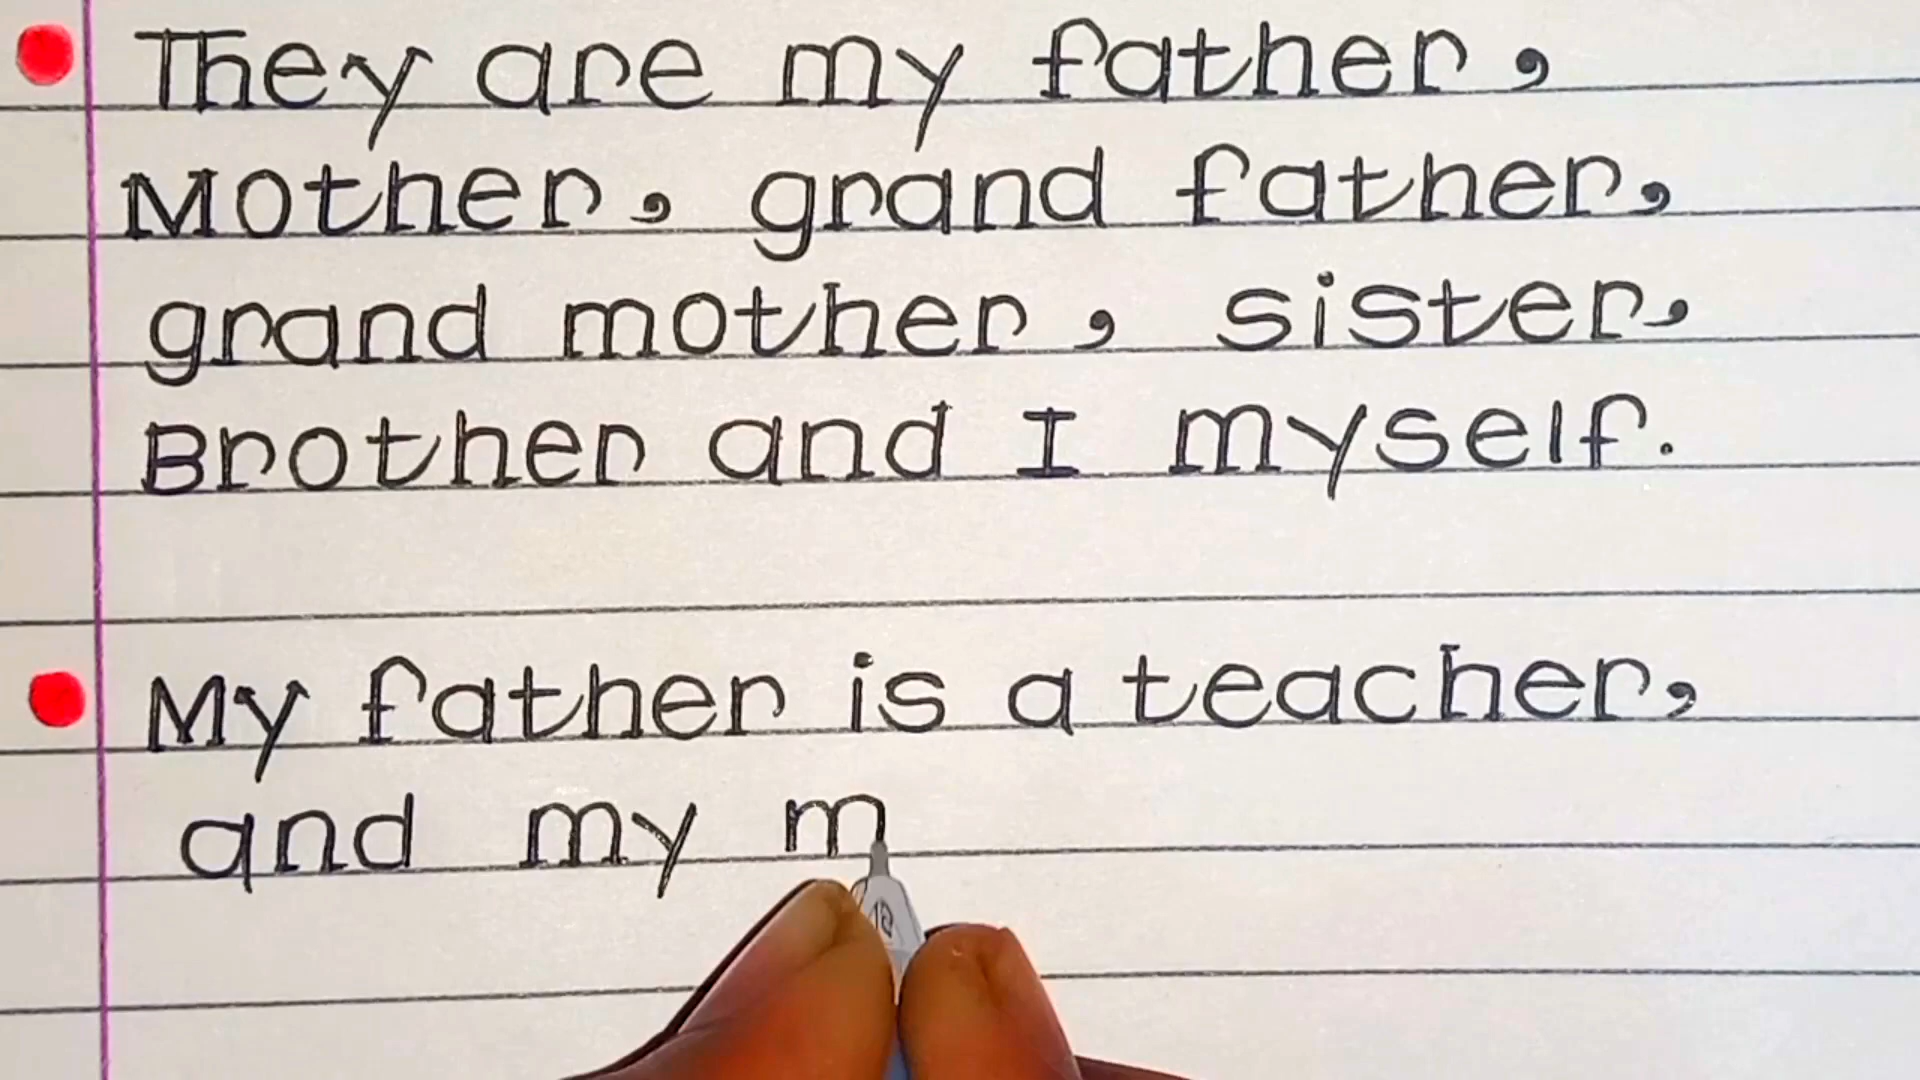 They are my father,
Mother, grand father,
grand mother, sister,
Brother and I myself.
My father is a teacher,
and my m